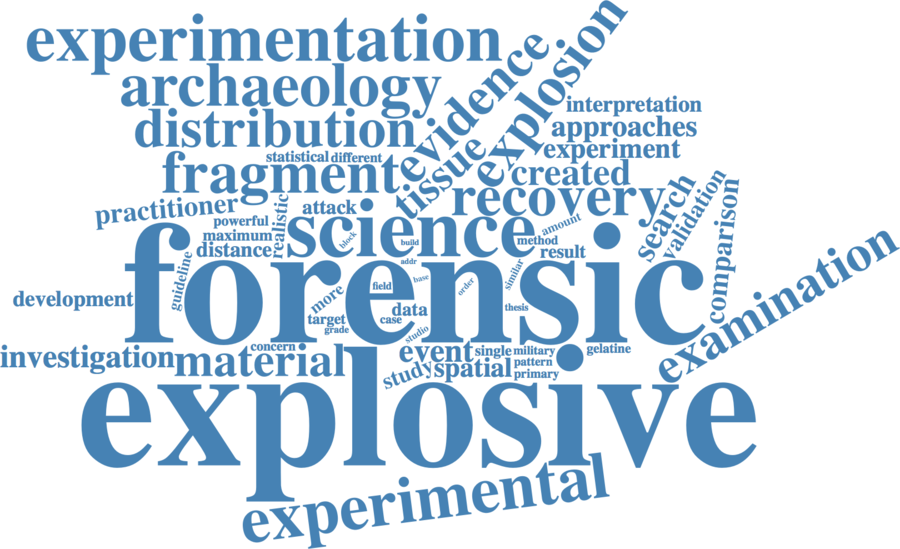 experimentation
archaeology
distribution
evidence
explosion
tissue
interpretation
approaches
experiment
statistical different
fragment
created
recovery
practitioner
attack
powerful
realistic
science
search
validation
comparison
maximum
distance
block
build
method
amount
result
forensic
guideline
addr
base
field
order
similar
development
more
data
thesis
target
case
grade
studio
examination
investigation
concern
material
event
single
military
gelatine
study
spatial
pattern
primary
explosive
experimental